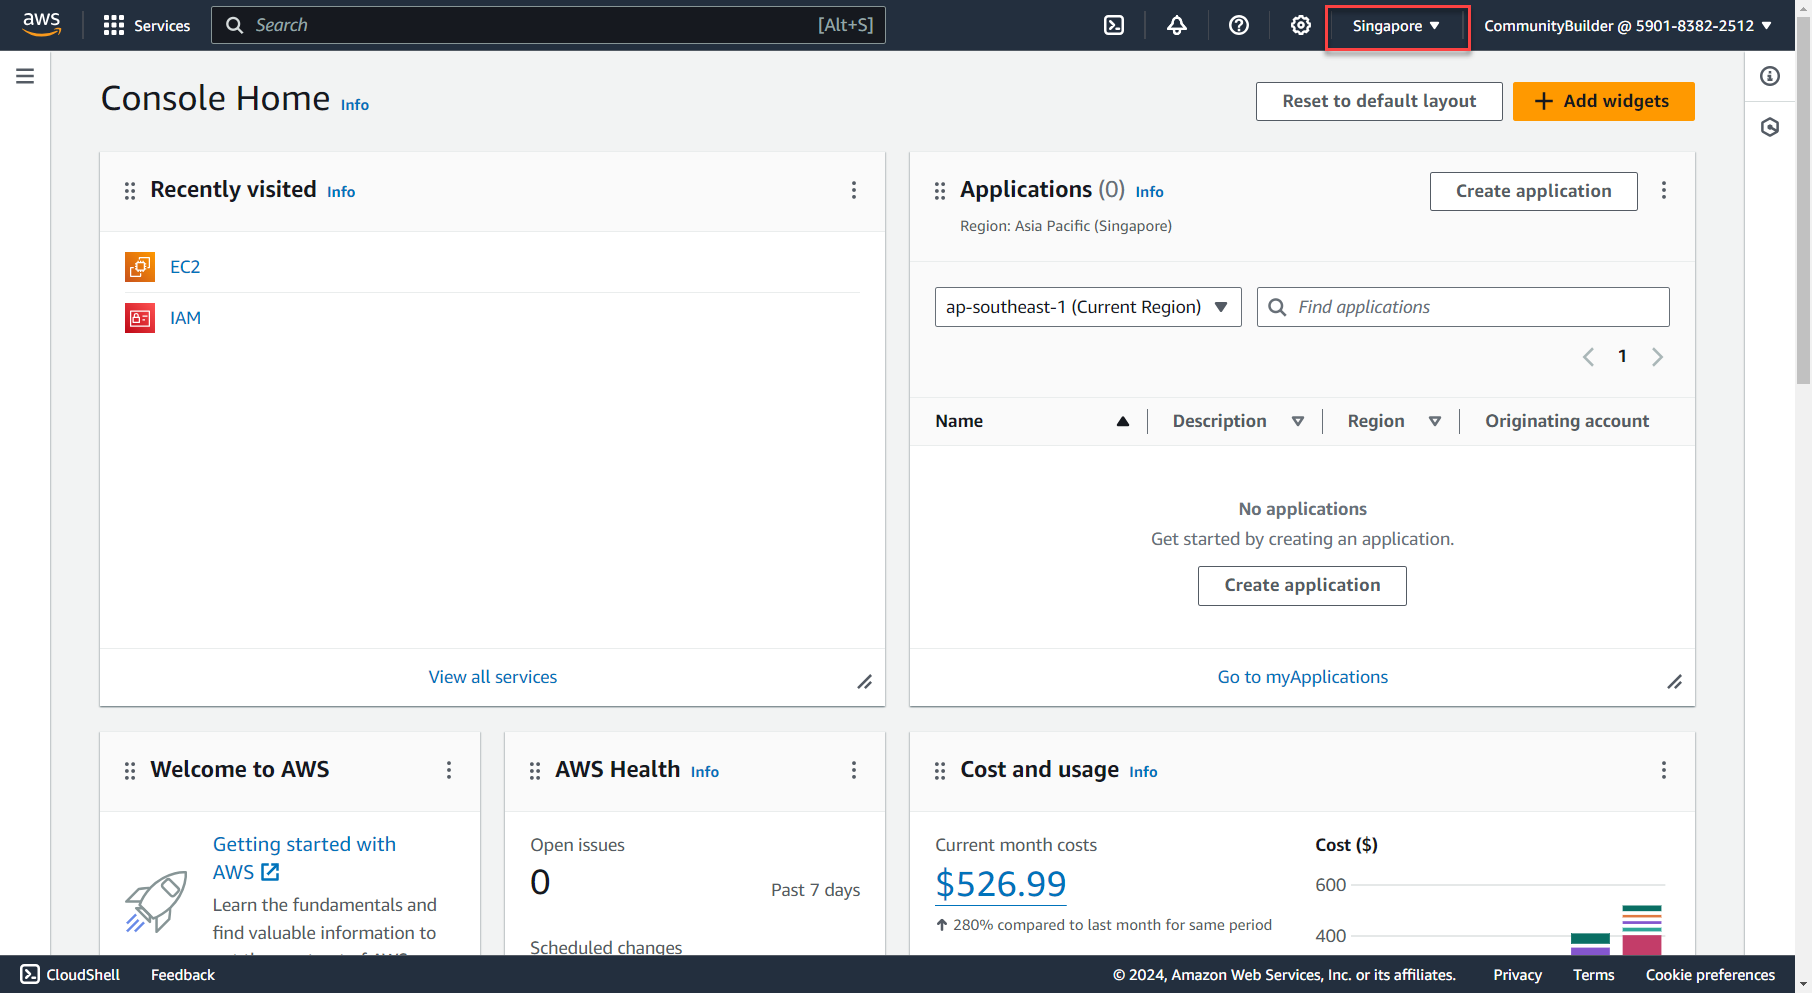 aws
Services
Search
[Alt+S]
Singapore
CommunityBuilder @ 5901-8382-2512
Console Home Info
Reset to default layout
Add widgets
Recently visited Info
EC2
IAM
View all services
Applications (0) Info
Create application
Region: Asia Pacific (Singapore)
ap-southeast-1 (Current Region)
Find applications
1
Name
Description
Region
Originating account
No applications
Get started by creating an application.
Create application
Go to myApplications
Welcome to AWS
Getting started with
AWS
Learn the fundamentals and
find valuable information to
AWS Health Info
Open issues
0
Past 7 days
Scheduled changes
Cost and usage Info
Current month costs
$526.99
280% compared to last month for same period
Cost ($)
600
400
CloudShell
Feedback
© 2024, Amazon Web Services, Inc. or its affiliates.
Privacy
Terms
Cookie preferences